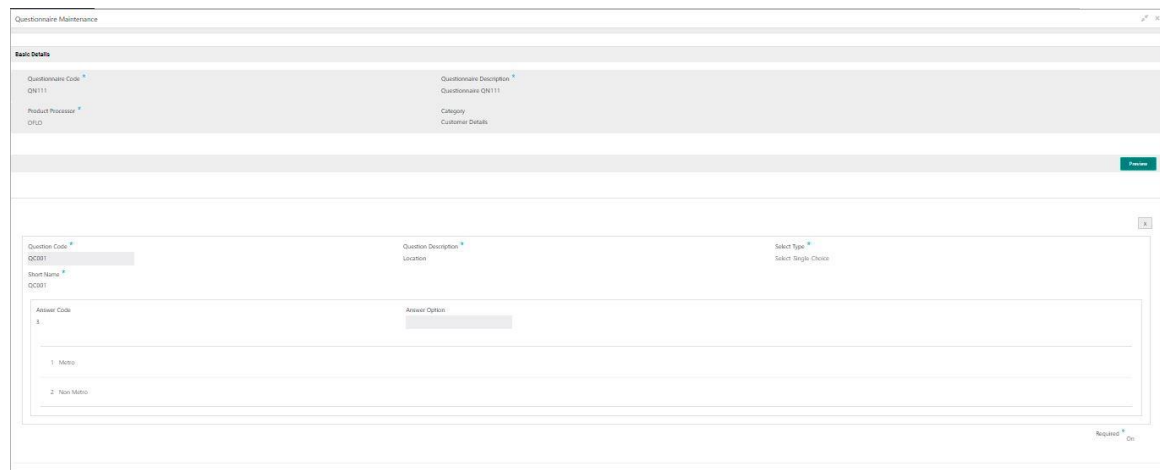 Questionnaire Maintenance
Basic Details
Questionnaire Code * Questionnaire Description *
QN111 Questionnaire QN111
Product Processor * Category
OFLO Customer Details
Preview
Question Code * Question Description * Select Type *
QC001 Location Select Single Choice
Short Name *
QC001
Answer Code Answer Option
3
1 Metro
2 Non Metro
Required *
On